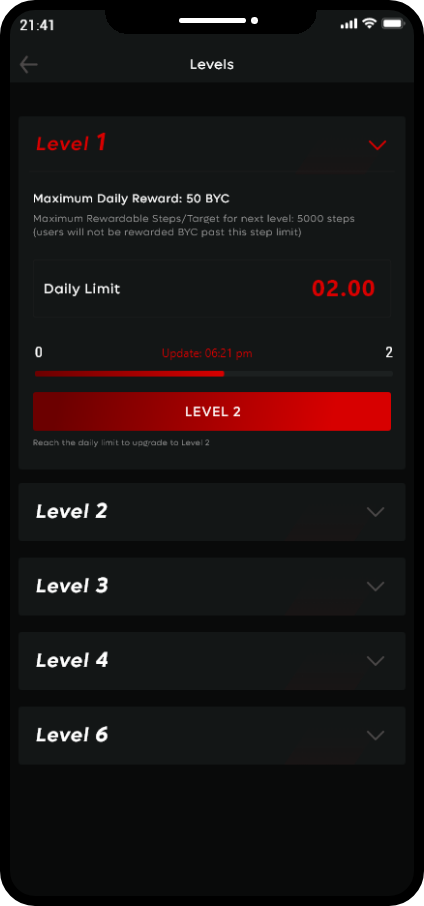 21:41
Levels
Level 1
Maximum Daily Reward: 50 BYC
Maximum Rewardable Steps/Target for next level: 5000 steps
(users will not be rewarded BYC past this step limit)
Daily Limit 02.00
0 Update: 06:21 pm 2
LEVEL 2
Reach the daily limit to upgrade to Level 2
Level 2
Level 3
Level 4
Level 6